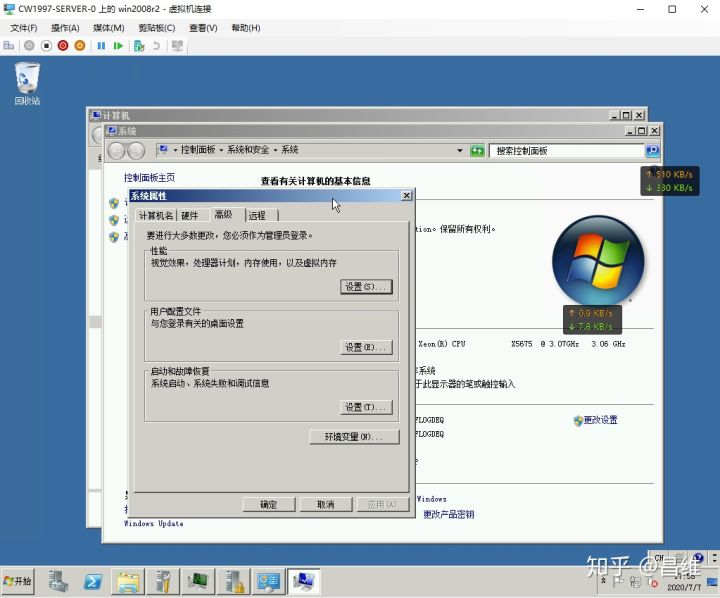 CW1997-SERVER-0 上的 win2008r2 - 虚拟机连接
文件(F) 操作(A) 媒体(M) 剪贴板(C) 查看(V) 帮助(H)
回收站
计算机
系统
控制面板 系统和安全 系统
搜索控制面板
控制面板主页
查看有关计算机的基本信息
↑ 510 KB/s
↓ 330 KB/s
系统属性
计算机名 硬件 高级 远程
要进行大多数更改，您必须作为管理员登录。
tion。保留所有权利。
性能
视觉效果，处理器计划，内存使用，以及虚拟内存
设置(S)...
↑ 0.9 KB/s
↓ 7.8 KB/s
用户配置文件
与您登录有关的桌面设置
设置(E)...
Xeon(R) CPU X5675 @ 3.07GHz 3.06 GHz
启动和故障恢复
系统启动、系统失败和调试信息
设置(T)...
系统
于此显示器的笔或触控输入
环境变量(N)...
FLOGDEQ
更改设置
FLOGDEQ
确定 取消 应用(A)
Windows
更改产品密钥
Windows Update
开始
CH
知乎 @昌维
2020/7/7